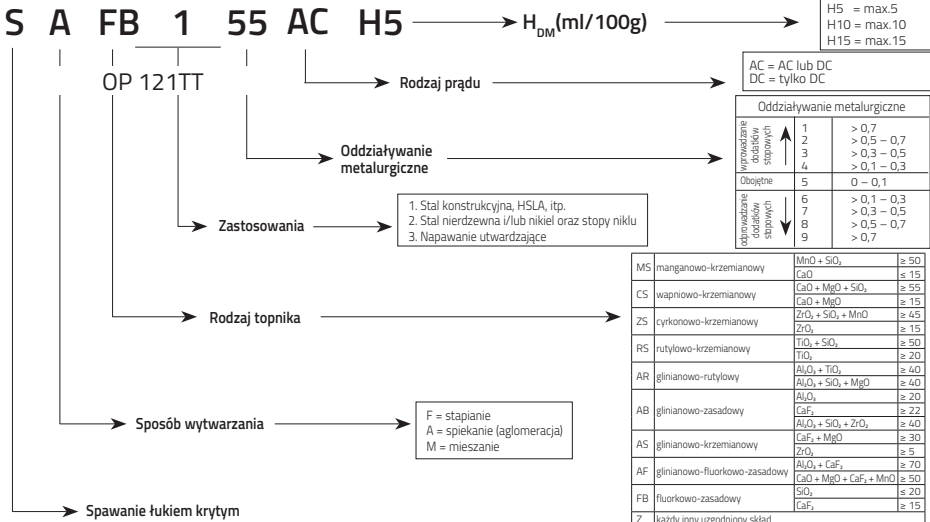 S A FB 1 55 AC H5
H_DM(ml/100g)
H5 = max.5
H10 = max.10
H15 = max.15
OP 121TT
Rodzaj prądu
AC = AC lub DC
DC = tylko DC
Oddziaływanie
metalurgiczne
Oddziaływanie metalurgiczne
wprowadzanie
dodatków
stopowych
1 > 0,7
2 > 0,5 – 0,7
3 > 0,3 – 0,5
4 > 0,1 – 0,3
Obojętne 5 0 – 0,1
odprowadzanie
dodatków
stopowych
6 > 0,1 – 0,3
7 > 0,3 – 0,5
8 > 0,5 – 0,7
9 > 0,7
Zastosowania
1. Stal konstrukcyjna, HSLA, itp.
2. Stal nierdzewna i/lub nikiel oraz stopy niklu
3. Napawanie utwardzające
Rodzaj topnika
MS manganowo-krzemianowy MnO + SiO₂ ≥ 50
CaO ≤ 15
CS wapniowo-krzemianowy CaO + MgO + SiO₂ ≥ 55
CaO + MgO ≥ 15
ZS cyrkonowo-krzemianowy ZrO₂ + SiO₂ + MnO ≥ 45
ZrO₂ ≥ 15
RS rutylowo-krzemianowy TiO₂ + SiO₂ ≥ 50
TiO₂ ≥ 20
AR glinianowo-rutylowy Al₂O₃ + TiO₂ ≥ 40
Al₂O₃ + SiO₂ + MgO ≥ 40
AB glinianowo-zasadowy Al₂O₃ ≥ 20
CaF₂ ≥ 22
Al₂O₃ + SiO₂ + ZrO₂ ≥ 40
AS glinianowo-krzemianowy CaF₂ + MgO ≥ 30
ZrO₂ ≥ 5
AF glinianowo-fluorkowo-zasadowy Al₂O₃ + CaF₂ ≥ 70
CaO + MgO + CaF₂ + MnO ≥ 50
FB fluorkowo-zasadowy SiO₂ ≤ 20
CaF₂ ≥ 15
Z każdy inny uzgodniony skład
Sposób wytwarzania
F = stapianie
A = spiekanie (aglomeracja)
M = mieszanie
Spawanie łukiem krytym